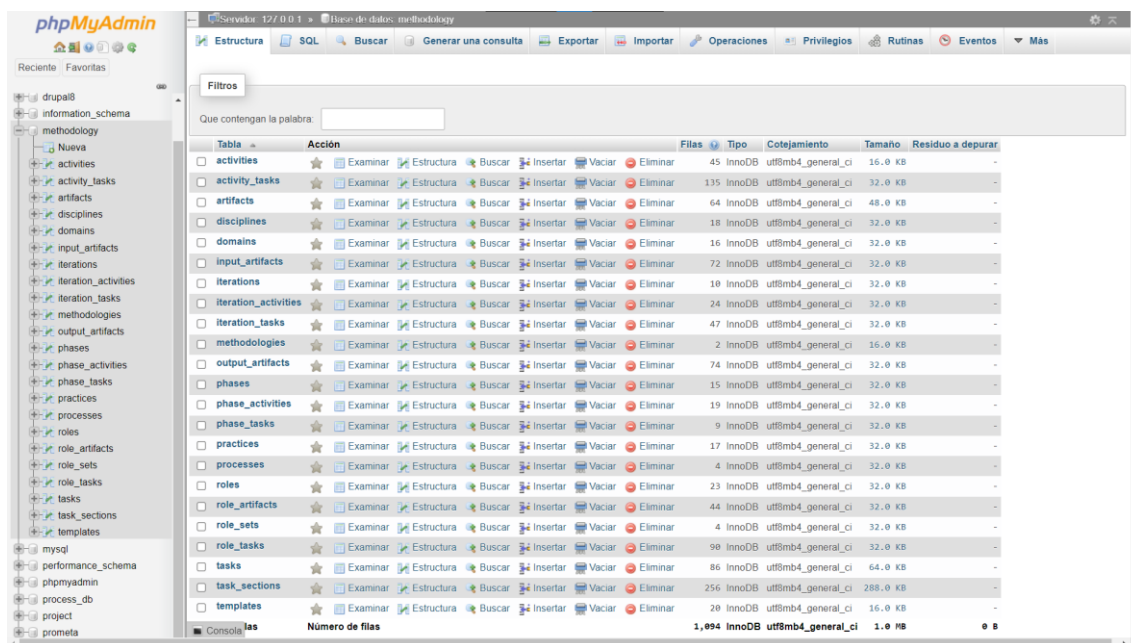 phpMyAdmin
Reciente Favoritas
drupal8
information_schema
methodology
Nueva
activities
activity_tasks
artifacts
disciplines
domains
input_artifacts
iterations
iteration_activities
iteration_tasks
methodologies
output_artifacts
phases
phase_activities
phase_tasks
practices
processes
roles
role_artifacts
role_sets
role_tasks
tasks
task_sections
templates
mysql
performance_schema
phpmyadmin
process_db
project
prometa
Servidor: 127.0.0.1 » Base de datos: methodology
Estructura SQL Buscar Generar una consulta Exportar Importar Operaciones Privilegios Rutinas Eventos Más
Filtros
Que contengan la palabra:
Tabla Acción Filas Tipo Cotejamiento Tamaño Residuo a depurar
activities Examinar Estructura Buscar Insertar Vaciar Eliminar 45 InnoDB utf8mb4_general_ci 16.0 KB -
activity_tasks Examinar Estructura Buscar Insertar Vaciar Eliminar 135 InnoDB utf8mb4_general_ci 32.0 KB -
artifacts Examinar Estructura Buscar Insertar Vaciar Eliminar 64 InnoDB utf8mb4_general_ci 48.0 KB -
disciplines Examinar Estructura Buscar Insertar Vaciar Eliminar 18 InnoDB utf8mb4_general_ci 32.0 KB -
domains Examinar Estructura Buscar Insertar Vaciar Eliminar 16 InnoDB utf8mb4_general_ci 32.0 KB -
input_artifacts Examinar Estructura Buscar Insertar Vaciar Eliminar 72 InnoDB utf8mb4_general_ci 32.0 KB -
iterations Examinar Estructura Buscar Insertar Vaciar Eliminar 10 InnoDB utf8mb4_general_ci 32.0 KB -
iteration_activities Examinar Estructura Buscar Insertar Vaciar Eliminar 24 InnoDB utf8mb4_general_ci 32.0 KB -
iteration_tasks Examinar Estructura Buscar Insertar Vaciar Eliminar 47 InnoDB utf8mb4_general_ci 32.0 KB -
methodologies Examinar Estructura Buscar Insertar Vaciar Eliminar 2 InnoDB utf8mb4_general_ci 16.0 KB -
output_artifacts Examinar Estructura Buscar Insertar Vaciar Eliminar 74 InnoDB utf8mb4_general_ci 32.0 KB -
phases Examinar Estructura Buscar Insertar Vaciar Eliminar 15 InnoDB utf8mb4_general_ci 32.0 KB -
phase_activities Examinar Estructura Buscar Insertar Vaciar Eliminar 19 InnoDB utf8mb4_general_ci 32.0 KB -
phase_tasks Examinar Estructura Buscar Insertar Vaciar Eliminar 9 InnoDB utf8mb4_general_ci 32.0 KB -
practices Examinar Estructura Buscar Insertar Vaciar Eliminar 17 InnoDB utf8mb4_general_ci 32.0 KB -
processes Examinar Estructura Buscar Insertar Vaciar Eliminar 4 InnoDB utf8mb4_general_ci 32.0 KB -
roles Examinar Estructura Buscar Insertar Vaciar Eliminar 23 InnoDB utf8mb4_general_ci 32.0 KB -
role_artifacts Examinar Estructura Buscar Insertar Vaciar Eliminar 44 InnoDB utf8mb4_general_ci 32.0 KB -
role_sets Examinar Estructura Buscar Insertar Vaciar Eliminar 4 InnoDB utf8mb4_general_ci 32.0 KB -
role_tasks Examinar Estructura Buscar Insertar Vaciar Eliminar 90 InnoDB utf8mb4_general_ci 32.0 KB -
tasks Examinar Estructura Buscar Insertar Vaciar Eliminar 86 InnoDB utf8mb4_general_ci 64.0 KB -
task_sections Examinar Estructura Buscar Insertar Vaciar Eliminar 256 InnoDB utf8mb4_general_ci 288.0 KB -
templates Examinar Estructura Buscar Insertar Vaciar Eliminar 20 InnoDB utf8mb4_general_ci 16.0 KB -
Consola las Número de filas 1,094 InnoDB utf8mb4_general_ci 1.0 MB 0 B